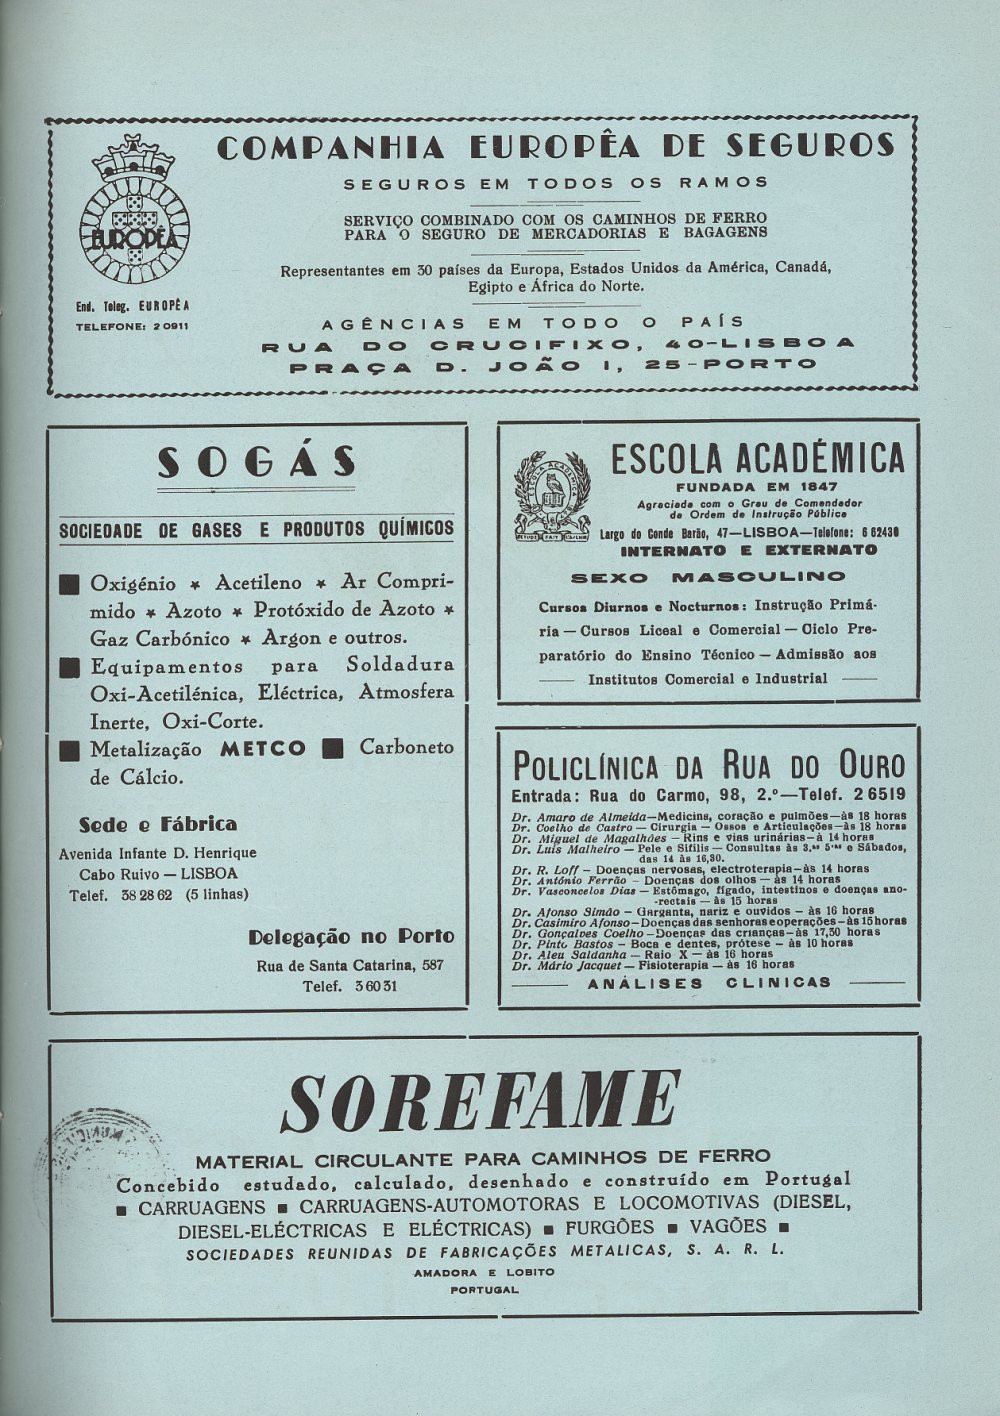 COMPANHIA EUROPÊA DE SEGUROS
SEGUROS EM TODOS OS RAMOS
SERVIÇO COMBINADO COM OS CAMINHOS DE FERRO
PARA O SEGURO DE MERCADORIAS E BAGAGENS
Representantes em 30 países da Europa, Estados Unidos da América, Canadá,
Egipto e África do Norte.
AGÊNCIAS EM TODO O PAÍS
RUA DO CRUCIFIXO, 40-LISBOA
PRAÇA D. JOÃO I, 25-PORTO
EUROPÊA
End. Teleg. EUROPÊA
TELEFONE: 2 0911
SOGÁS
SOCIEDADE DE GASES E PRODUTOS QUÍMICOS
■ Oxigénio ★ Acetileno ★ Ar Compri-
mido ★ Azoto ★ Protóxido de Azoto ★
Gaz Carbónico ★ Argon e outros.
■ Equipamentos para Soldadura
Oxi-Acetilénica, Eléctrica, Atmosfera
Inerte, Oxi-Corte.
■ Metalização METCO ■ Carboneto
de Cálcio.
Sede e Fábrica
Avenida Infante D. Henrique
Cabo Ruivo — LISBOA
Telef. 38 28 62 (5 linhas)
Delegação no Porto
Rua de Santa Catarina, 587
Telef. 3 60 31
ESCOLA ACADÉMICA
FUNDADA EM 1847
Agraciada com o Grau de Comendador
da Ordem de Instrução Pública
Largo do Conde Barão, 47—LISBOA—Telefone: 6 62430
INTERNATO E EXTERNATO
SEXO MASCULINO
Cursos Diurnos e Nocturnos: Instrução Primá-
ria — Cursos Liceal e Comercial — Ciclo Pre-
paratório do Ensino Técnico — Admissão aos
Institutos Comercial e Industrial
POLICLÍNICA DA RUA DO OURO
Entrada: Rua do Carmo, 98, 2.º—Telef. 2 6519
Dr. Amaro de Almeida—Medicina, coração e pulmões—às 18 horas
Dr. Coelho de Castro — Cirurgia — Ossos e Articulações—às 18 horas
Dr. Miguel de Magalhães — Rins e vias urinárias—à 14 horas
Dr. Luís Malheiro — Pele e Sífilis — Consultas às 3.as 5.as e Sábados,
das 14 às 16,30.
Dr. R. Loff — Doenças nervosas, electroterapia—às 14 horas
Dr. António Ferrão — Doenças dos olhos — às 14 horas
Dr. Vasconcelos Dias — Estômago, fígado, intestinos e doenças ano-
-rectais — às 15 horas
Dr. Afonso Simão — Garganta, nariz e ouvidos — às 16 horas
Dr. Casimiro Afonso—Doenças das senhoras e operações—às 15 horas
Dr. Gonçalves Coelho—Doenças das crianças—às 17,30 horas
Dr. Pinto Bastos — Boca e dentes, prótese — às 10 horas
Dr. Aleu Saldanha — Raio X — às 16 horas
Dr. Mário Jacquet — Fisioterapia — às 16 horas
ANÁLISES CLINICAS
SOREFAME
MATERIAL CIRCULANTE PARA CAMINHOS DE FERRO
Concebido estudado, calculado, desenhado e construído em Portugal
■ CARRUAGENS ■ CARRUAGENS-AUTOMOTORAS E LOCOMOTIVAS (DIESEL,
DIESEL-ELÉCTRICAS E ELÉCTRICAS) ■ FURGÕES ■ VAGÕES ■
SOCIEDADES REUNIDAS DE FABRICAÇÕES METALICAS, S. A. R. L.
AMADORA E LOBITO
PORTUGAL